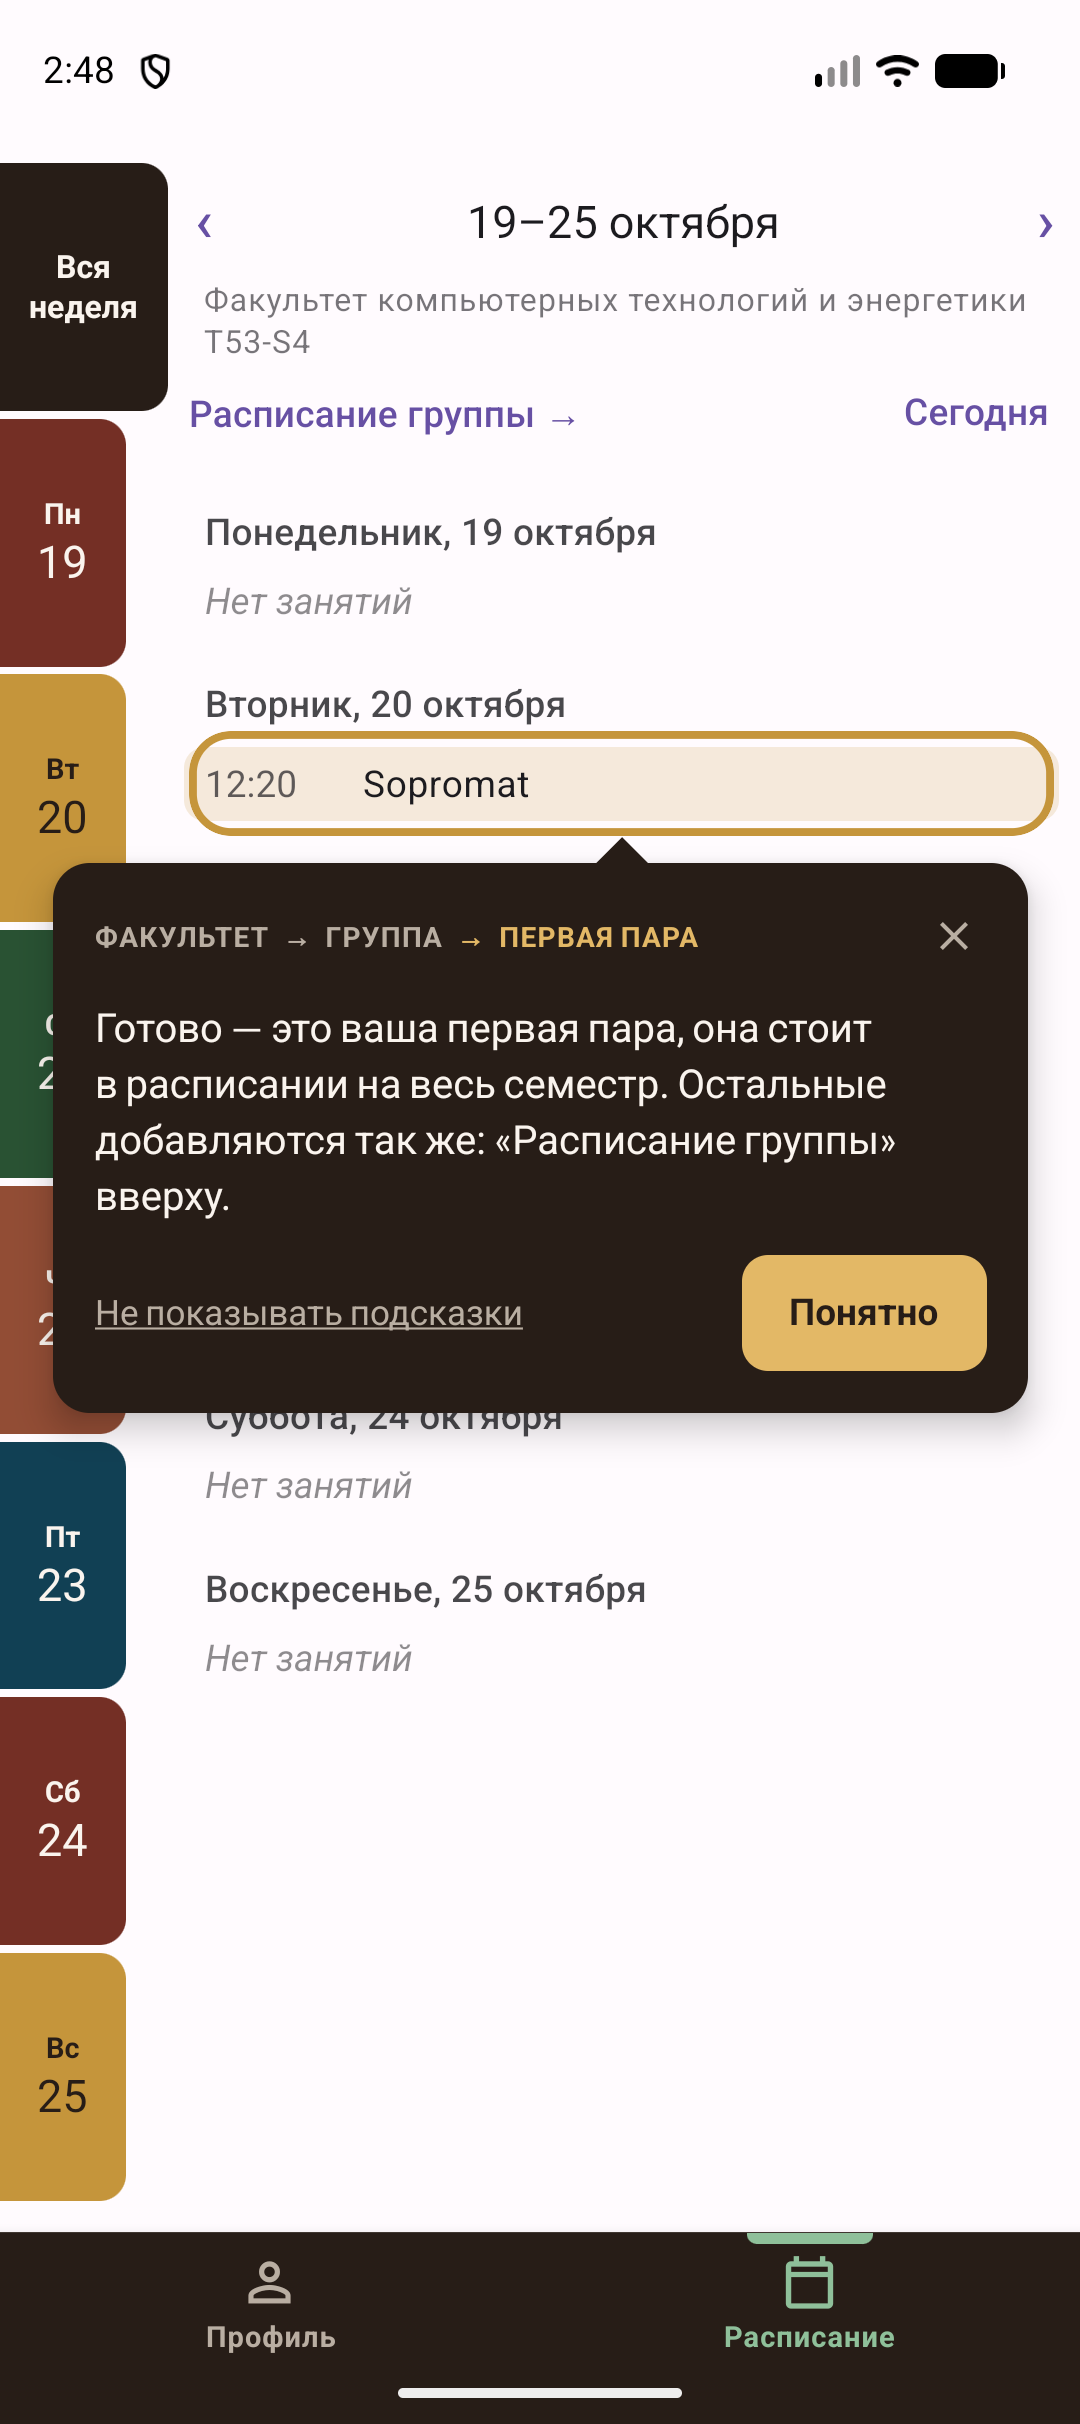 2:48
Вся
неделя
‹ 19–25 октября ›
Факультет компьютерных технологий и энергетики
T53-S4
Расписание группы → Сегодня
Пн
19
Понедельник, 19 октября
Нет занятий
Вт
20
Вторник, 20 октября
12:20 Sopromat
ФАКУЛЬТЕТ → ГРУППА → ПЕРВАЯ ПАРА
Готово — это ваша первая пара, она стоит
в расписании на весь семестр. Остальные
добавляются так же: «Расписание группы»
вверху.
Не показывать подсказки
Понятно
Суббота, 24 октября
Нет занятий
Пт
23
Воскресенье, 25 октября
Нет занятий
Сб
24
Вс
25
Профиль
Расписание